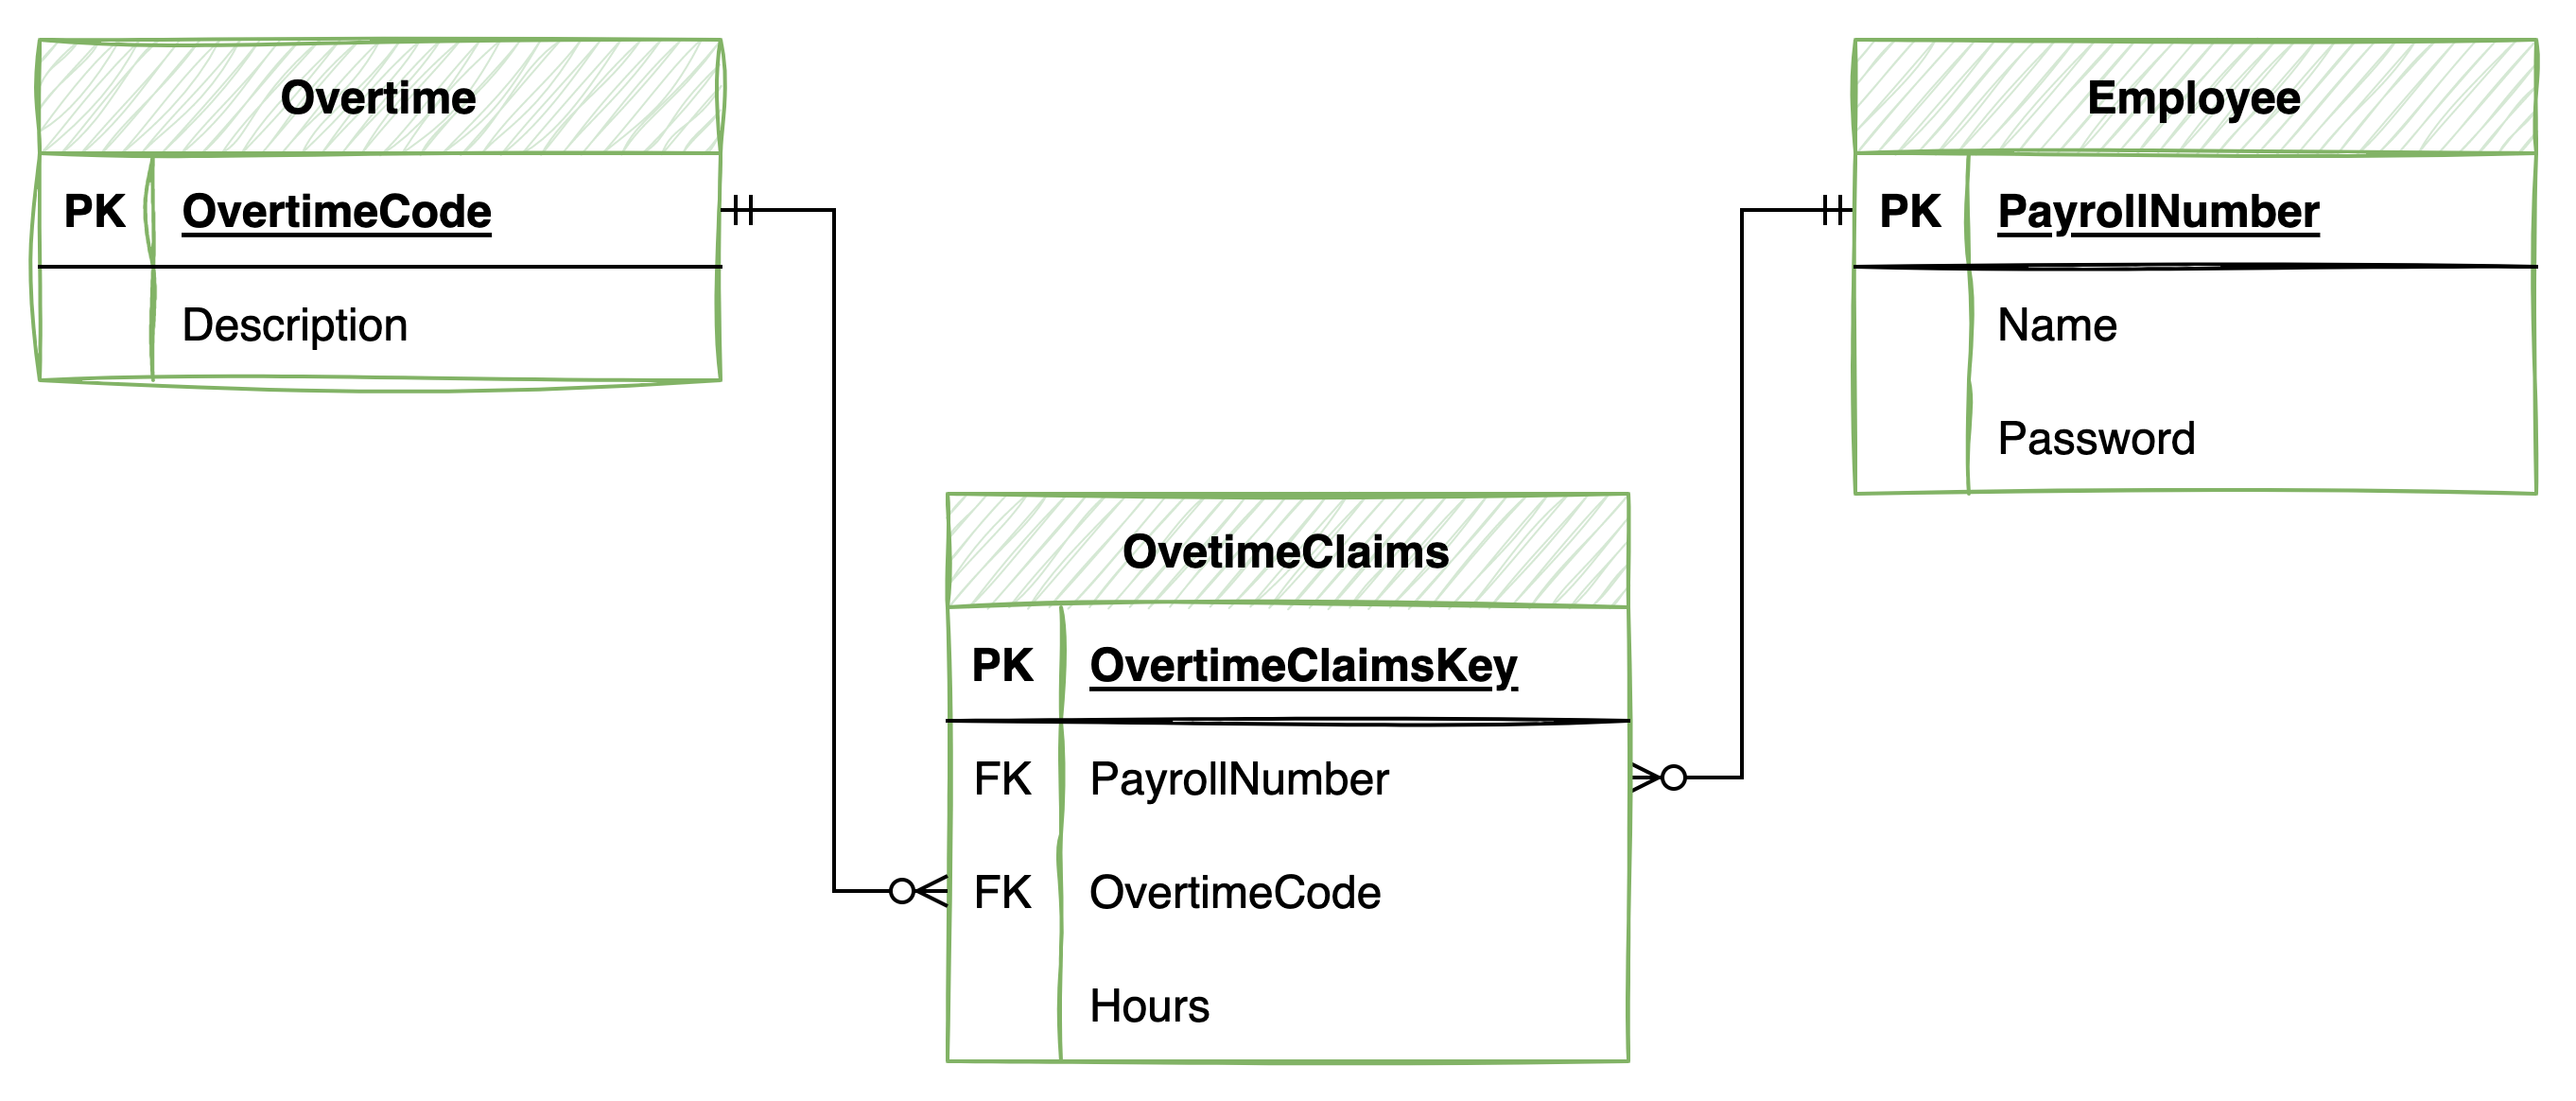 Overtime
PK OvertimeCode
Description
Employee
PK PayrollNumber
Name
Password
OvetimeClaims
PK OvertimeClaimsKey
FK PayrollNumber
FK OvertimeCode
Hours